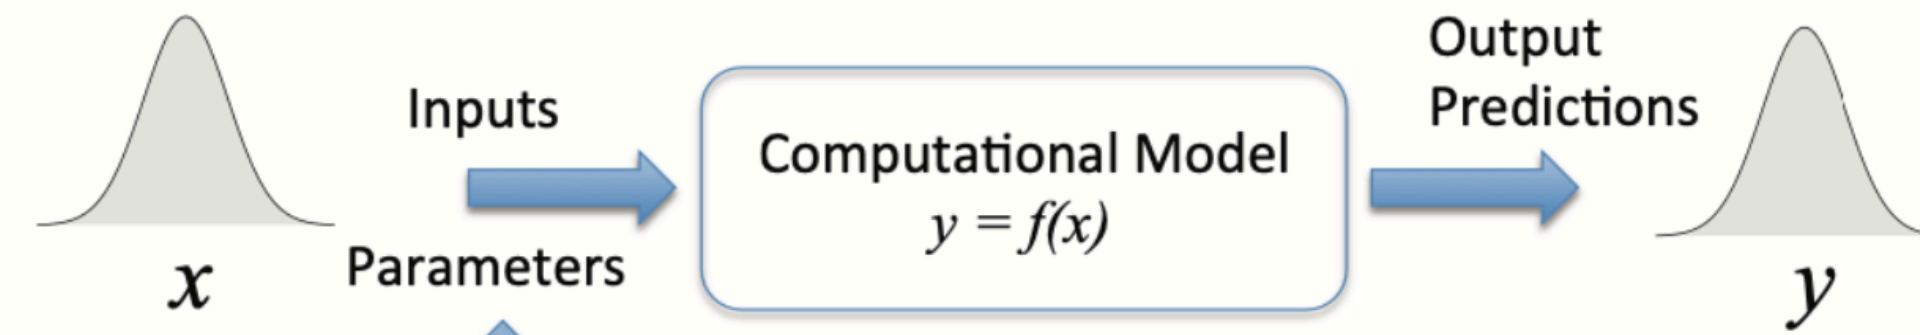 Inputs
Parameters
x
Computational Model
y = f(x)
Output
Predictions
y